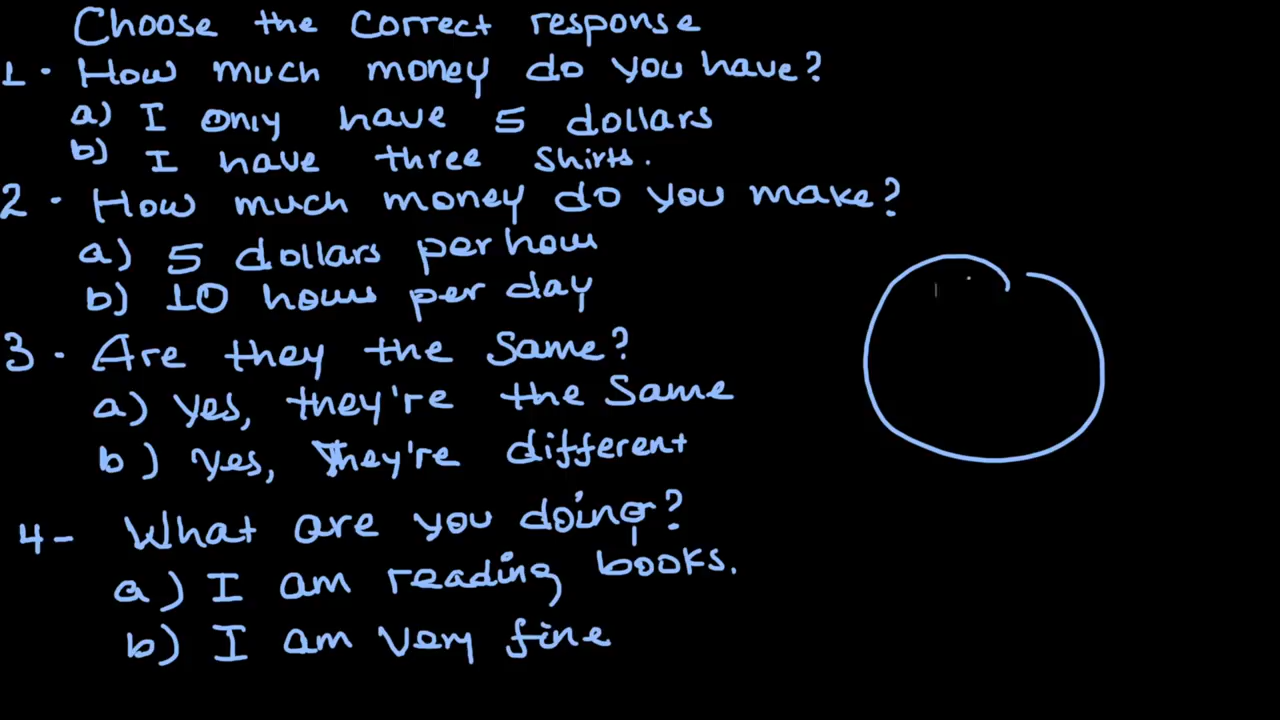 Choose the correct response
1. How much money do you have?
a) I only have 5 dollars
b) I have three shirts.
2. How much money do you make?
a) 5 dollars per hour
b) 10 hours per day
3. Are they the same?
a) yes, they're the same
b) yes, They're different
4- What are you doing?
a) I am reading books.
b) I am very fine